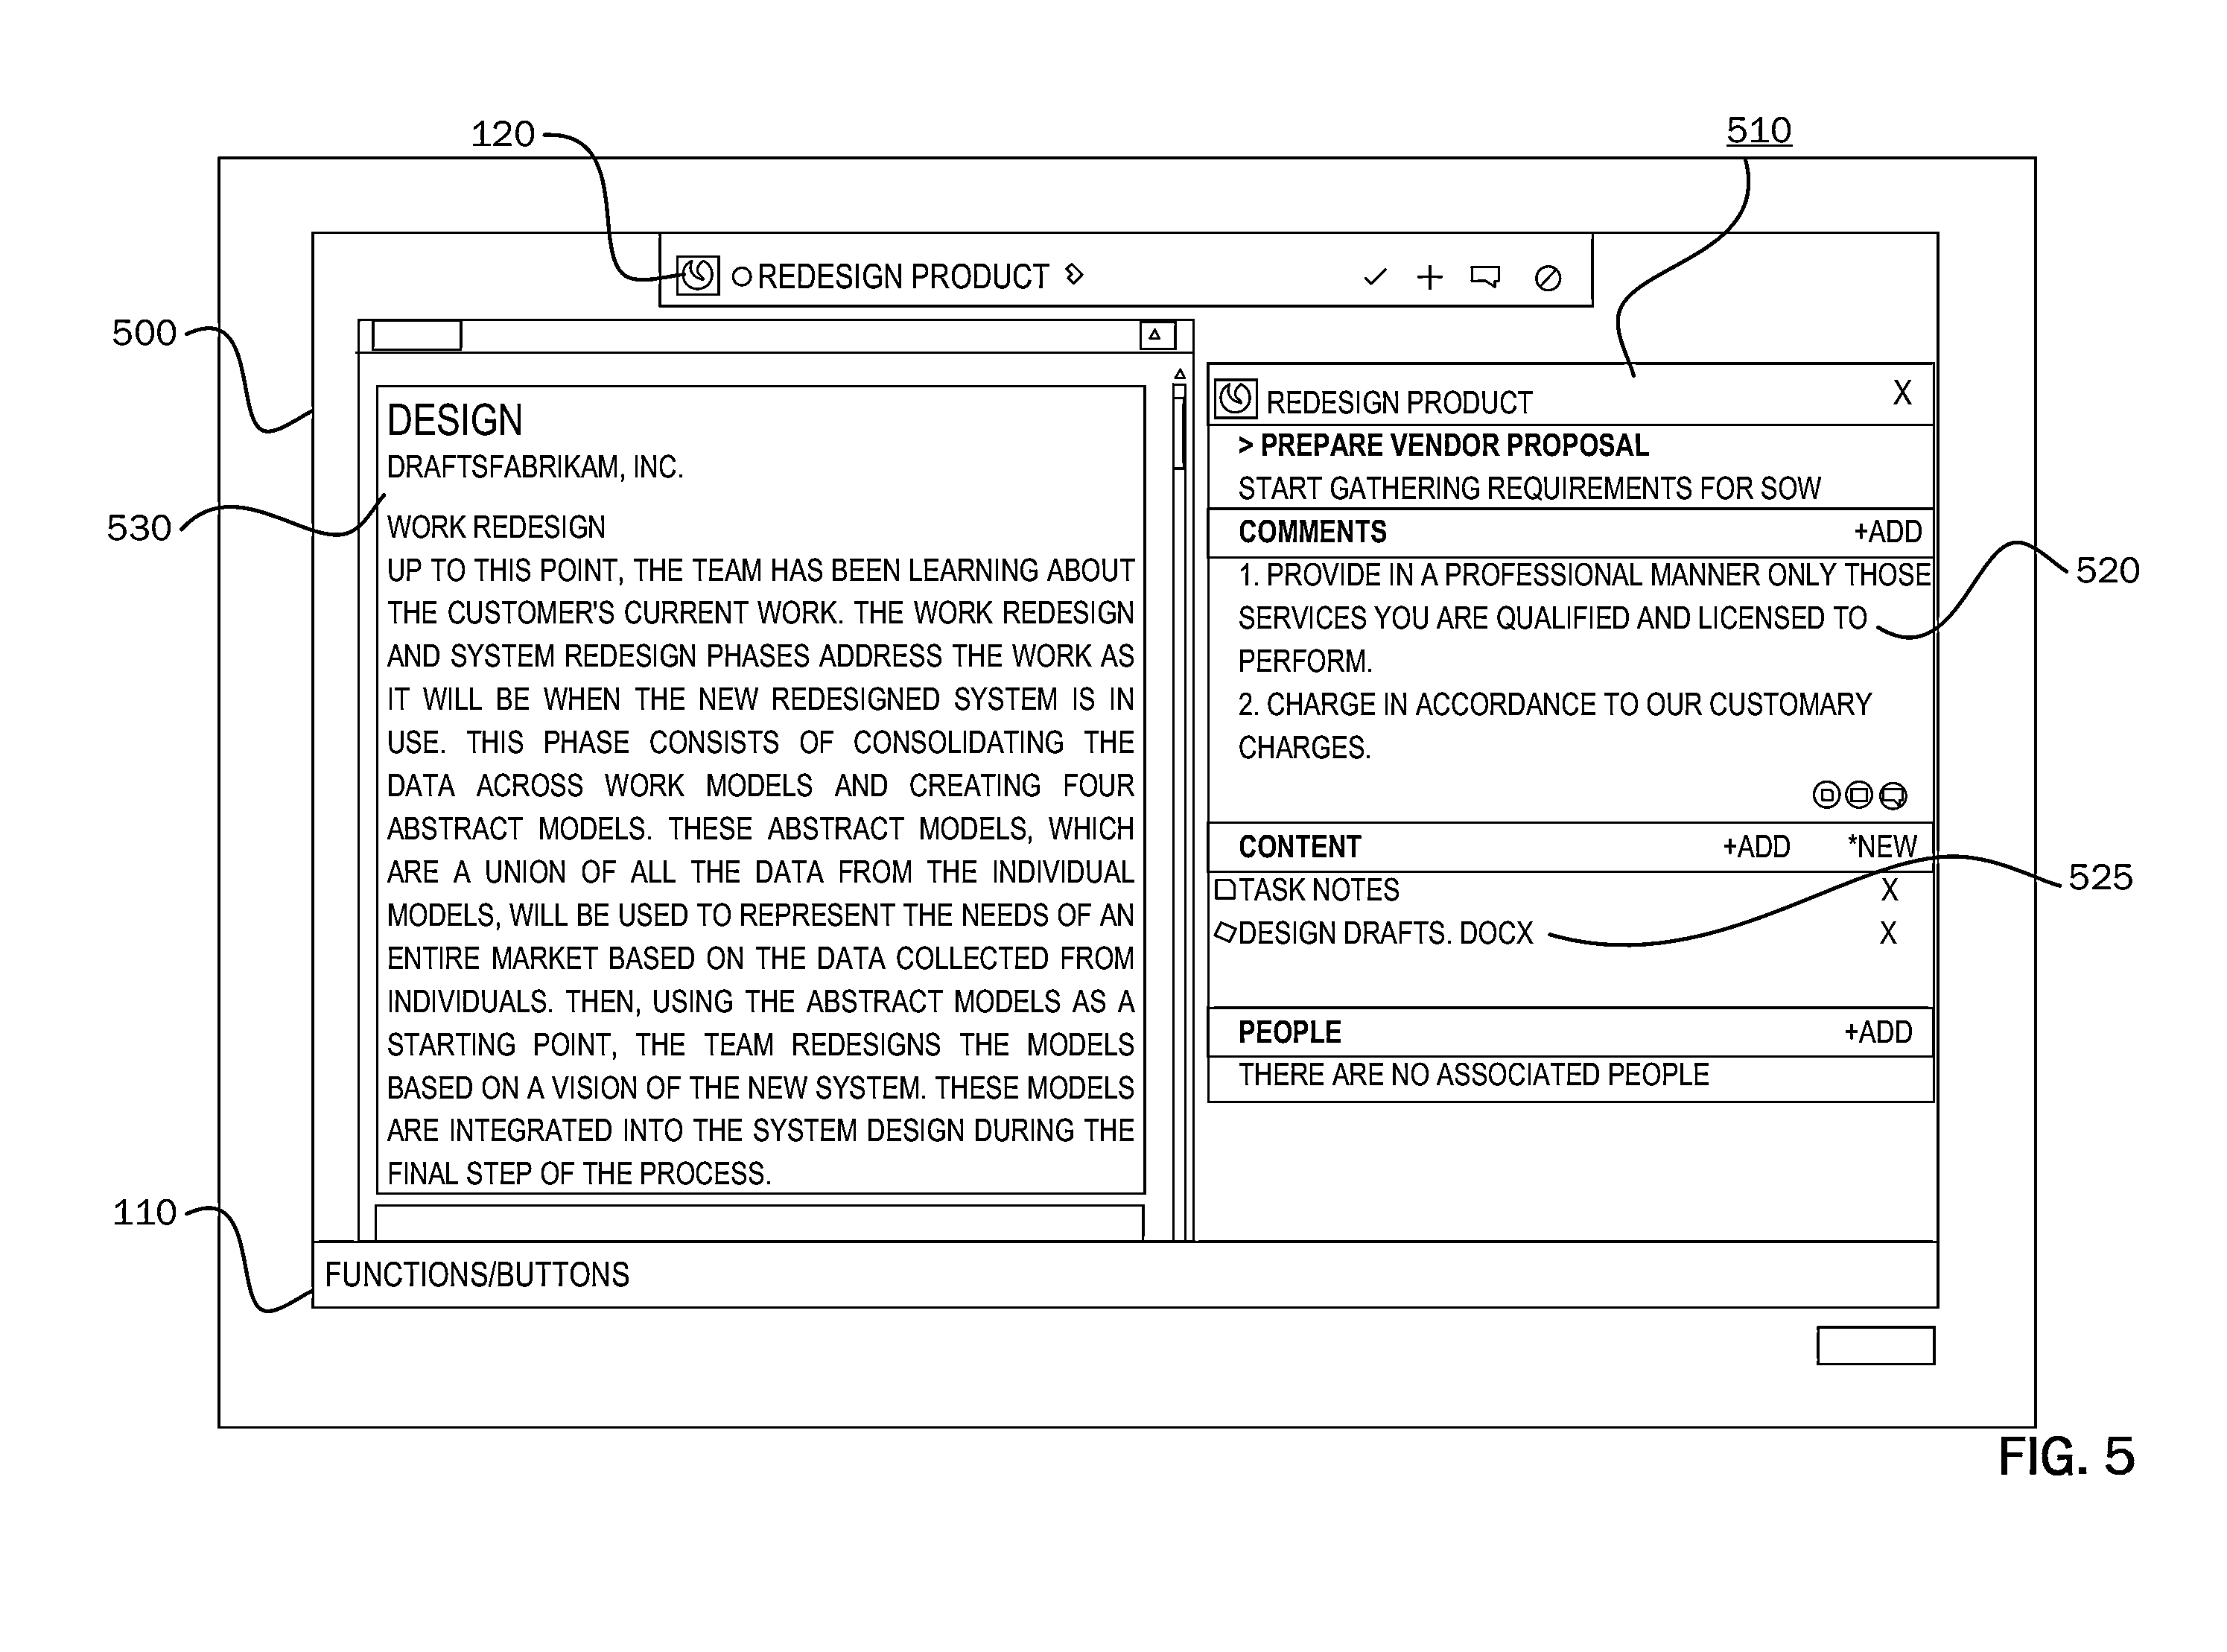 120
510
REDESIGN PRODUCT
500
DESIGN
DRAFTSFABRIKAM, INC.
530
WORK REDESIGN
UP TO THIS POINT, THE TEAM HAS BEEN LEARNING ABOUT
THE CUSTOMER'S CURRENT WORK. THE WORK REDESIGN
AND SYSTEM REDESIGN PHASES ADDRESS THE WORK AS
IT WILL BE WHEN THE NEW REDESIGNED SYSTEM IS IN
USE. THIS PHASE CONSISTS OF CONSOLIDATING THE
DATA ACROSS WORK MODELS AND CREATING FOUR
ABSTRACT MODELS. THESE ABSTRACT MODELS, WHICH
ARE A UNION OF ALL THE DATA FROM THE INDIVIDUAL
MODELS, WILL BE USED TO REPRESENT THE NEEDS OF AN
ENTIRE MARKET BASED ON THE DATA COLLECTED FROM
INDIVIDUALS. THEN, USING THE ABSTRACT MODELS AS A
STARTING POINT, THE TEAM REDESIGNS THE MODELS
BASED ON A VISION OF THE NEW SYSTEM. THESE MODELS
ARE INTEGRATED INTO THE SYSTEM DESIGN DURING THE
FINAL STEP OF THE PROCESS.
REDESIGN PRODUCT X
> PREPARE VENDOR PROPOSAL
START GATHERING REQUIREMENTS FOR SOW
COMMENTS +ADD
1. PROVIDE IN A PROFESSIONAL MANNER ONLY THOSE
SERVICES YOU ARE QUALIFIED AND LICENSED TO
PERFORM.
2. CHARGE IN ACCORDANCE TO OUR CUSTOMARY
CHARGES.
520
CONTENT +ADD *NEW
TASK NOTES X
DESIGN DRAFTS. DOCX X
525
PEOPLE +ADD
THERE ARE NO ASSOCIATED PEOPLE
110
FUNCTIONS/BUTTONS
FIG. 5